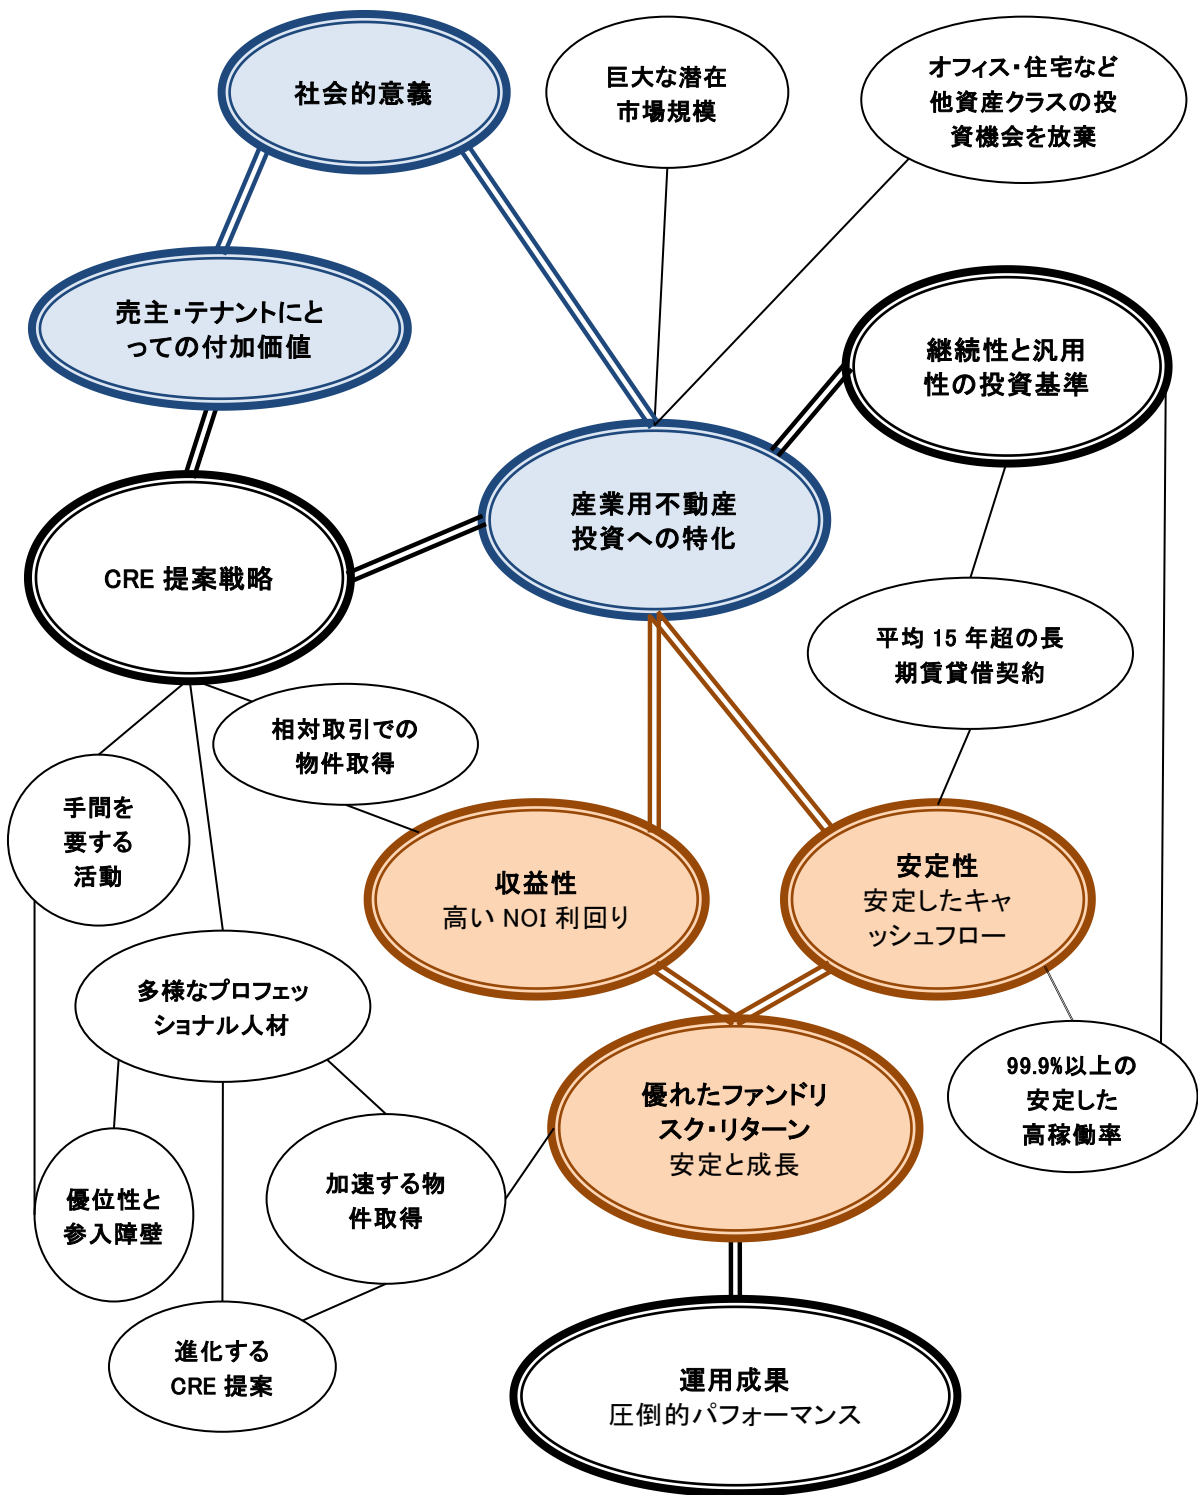 社会的意義
巨大な潜在
市場規模
オフィス・住宅など
他資産クラスの投
資機会を放棄
売主・テナントにと
っての付加価値
継続性と汎用
性の投資基準
産業用不動産
投資への特化
CRE 提案戦略
平均 15 年超の長
期賃貸借契約
相対取引での
物件取得
手間を
要する
活動
収益性
高い NOI 利回り
安定性
安定したキャ
ッシュフロー
多様なプロフェッ
ショナル人材
99.9%以上の
安定した
高稼働率
優れたファンドリ
スク・リターン
安定と成長
加速する物
件取得
優位性と
参入障壁
進化する
CRE 提案
運用成果
圧倒的パフォーマンス